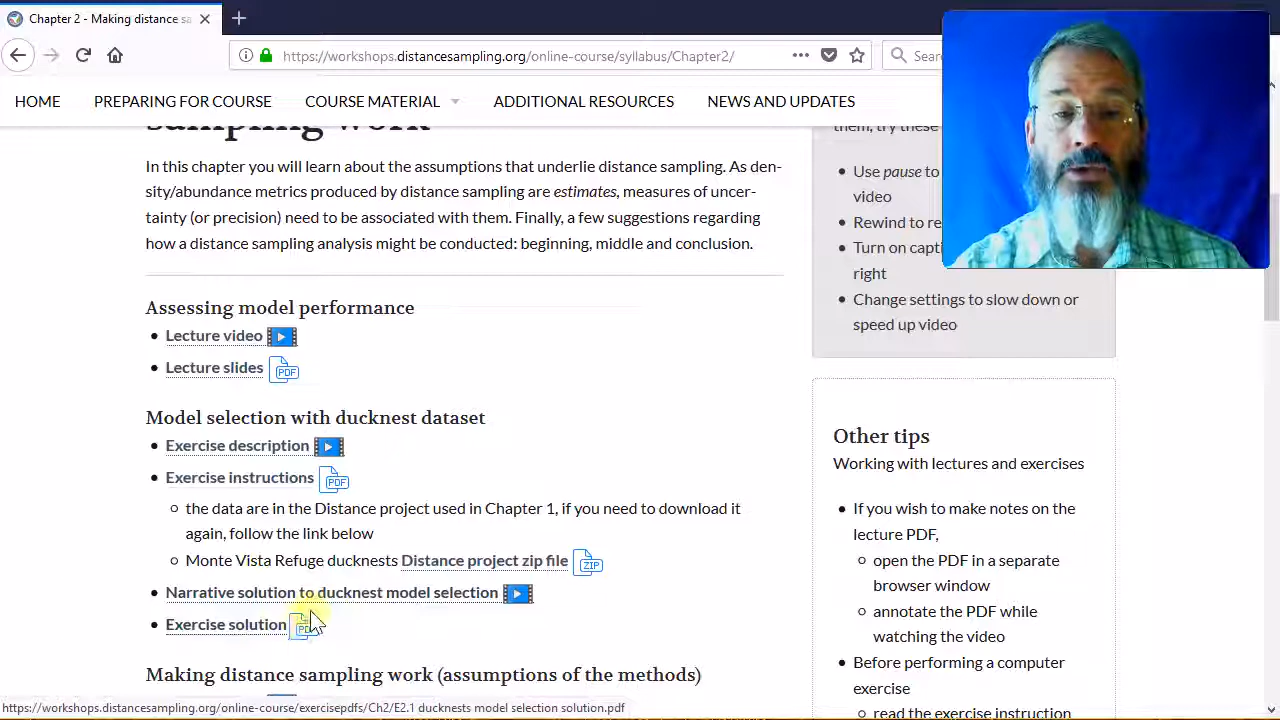 Chapter 2 - Making distance sa
https://workshops.distancesampling.org/online-course/syllabus/Chapter2/
Sear
HOME
PREPARING FOR COURSE
COURSE MATERIAL
ADDITIONAL RESOURCES
NEWS AND UPDATES
sampling work
In this chapter you will learn about the assumptions that underlie distance sampling. As den-
sity/abundance metrics produced by distance sampling are estimates, measures of uncer-
tainty (or precision) need to be associated with them. Finally, a few suggestions regarding
how a distance sampling analysis might be conducted: beginning, middle and conclusion.
Assessing model performance
Lecture video
Lecture slides PDF
Model selection with ducknest dataset
Exercise description
Exercise instructions PDF
the data are in the Distance project used in Chapter 1, if you need to download it
again, follow the link below
Monte Vista Refuge ducknests Distance project zip file ZIP
Narrative solution to ducknest model selection
Exercise solution PDF
Making distance sampling work (assumptions of the methods)
them, try these
Use pause to
video
Rewind to re
Turn on capti
right
Change settings to slow down or
speed up video
Other tips
Working with lectures and exercises
If you wish to make notes on the
lecture PDF,
open the PDF in a separate
browser window
annotate the PDF while
watching the video
Before performing a computer
exercise
read the exercise instruction
https://workshops.distancesampling.org/online-course/exercisepdfs/Ch2/E2.1 ducknests model selection solution.pdf